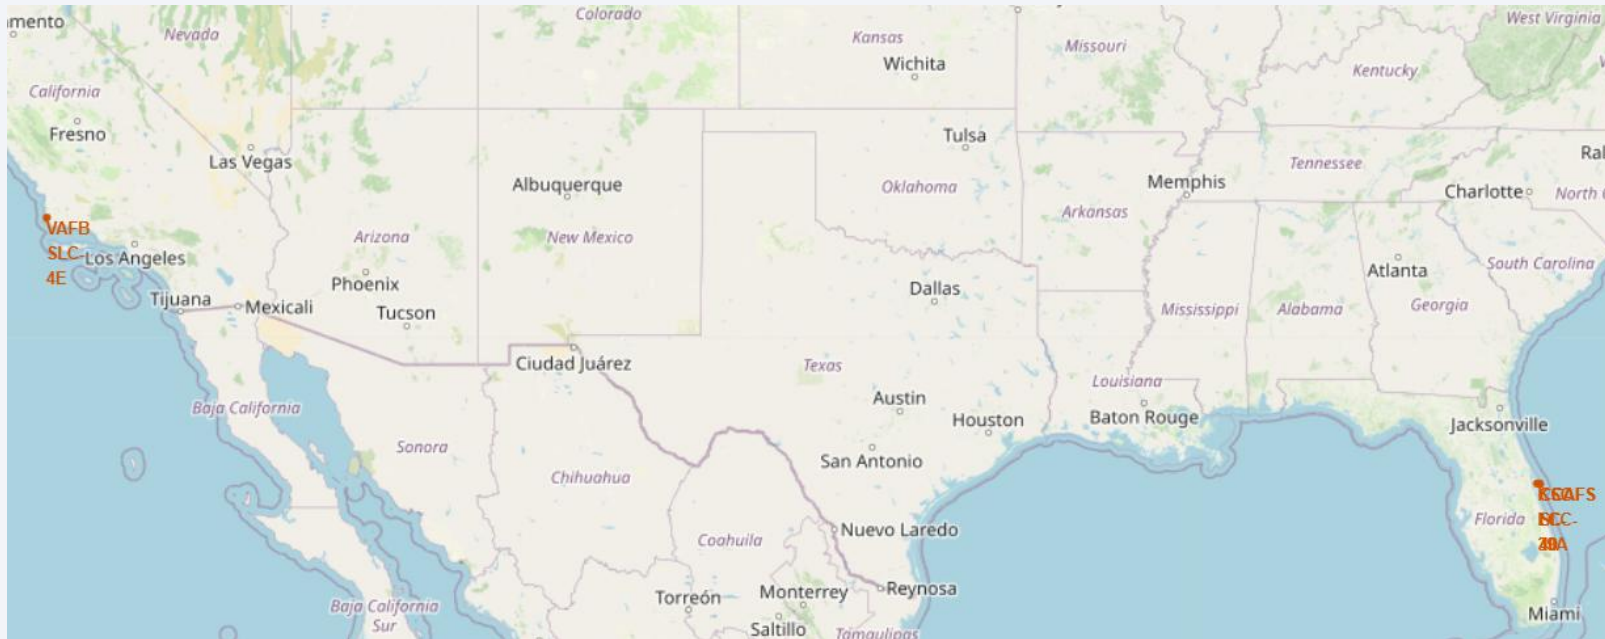 amento
Nevada
Colorado
Kansas
Wichita
Missouri
Kentucky
West Virginia
California
Fresno
Las Vegas
Albuquerque
Tulsa
Oklahoma
Tennessee
Memphis
Charlotte
Ral
North C
VAFB
SLC-
4E
Los Angeles
Arizona
New Mexico
Arkansas
South Carolina
Atlanta
Phoenix
Tucson
Tijuana
Mexicali
Dallas
Mississippi
Alabama
Georgia
Ciudad Juárez
Texas
Louisiana
Baja California
Austin
Houston
Baton Rouge
Jacksonville
Sonora
Chihuahua
San Antonio
Florida
Coahuila
Nuevo Laredo
Baja California
Sur
Torreón
Monterrey
Reynosa
Saltillo
Tamaulipas
Miami